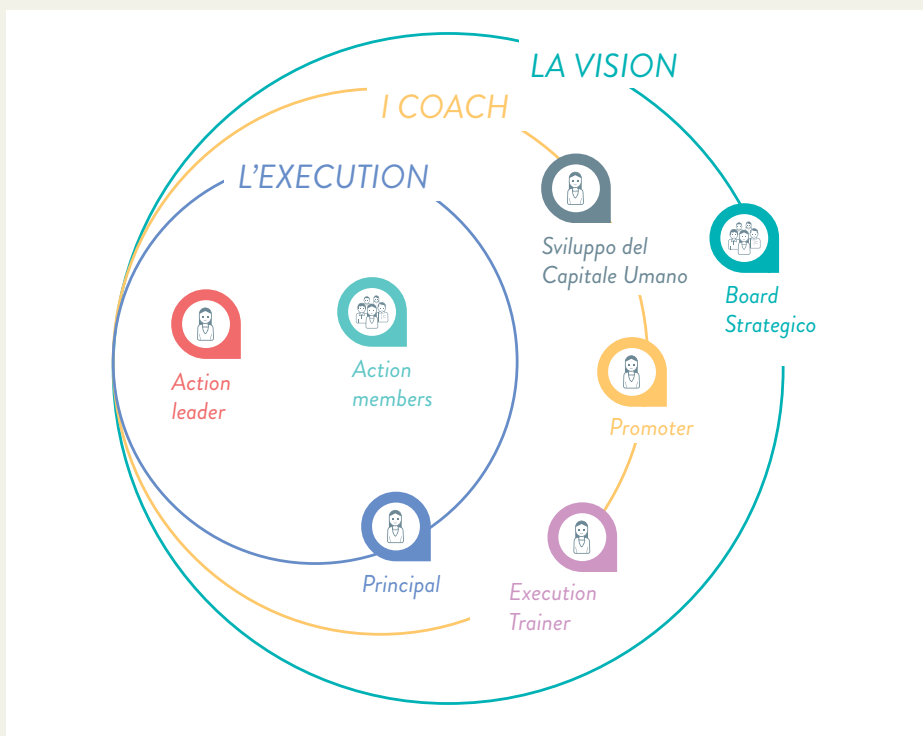 LA VISION
I COACH
L'EXECUTION
Sviluppo del
Capitale Umano
Board
Strategico
Action
leader
Action
members
Promoter
Principal
Execution
Trainer